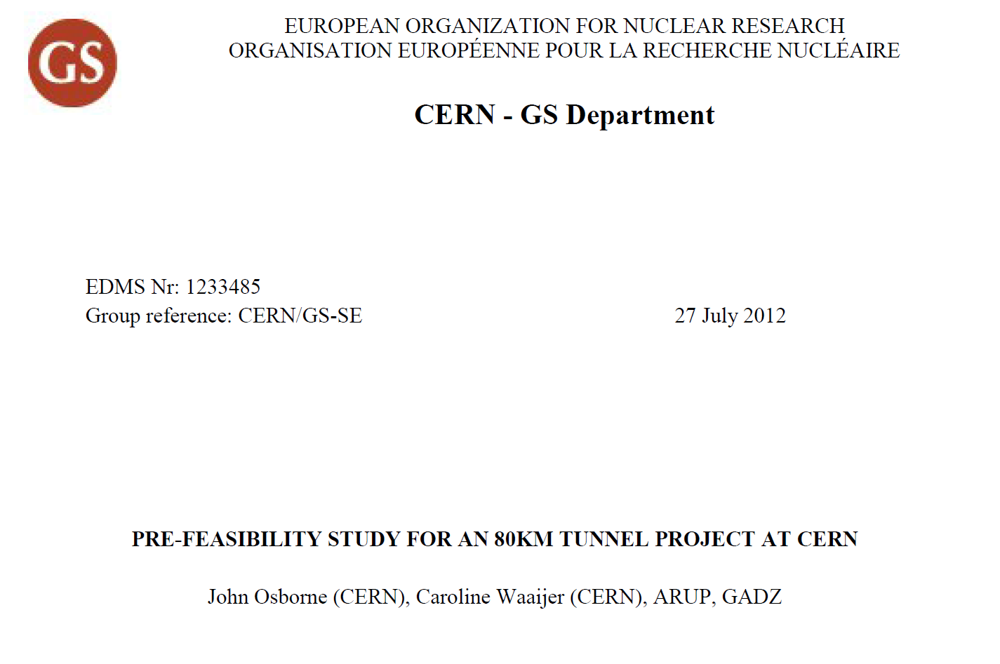 GS
EUROPEAN ORGANIZATION FOR NUCLEAR RESEARCH
ORGANISATION EUROPÉENNE POUR LA RECHERCHE NUCLÉAIRE
CERN - GS Department
EDMS Nr: 1233485
Group reference: CERN/GS-SE 27 July 2012
PRE-FEASIBILITY STUDY FOR AN 80KM TUNNEL PROJECT AT CERN
John Osborne (CERN), Caroline Waaijer (CERN), ARUP, GADZ